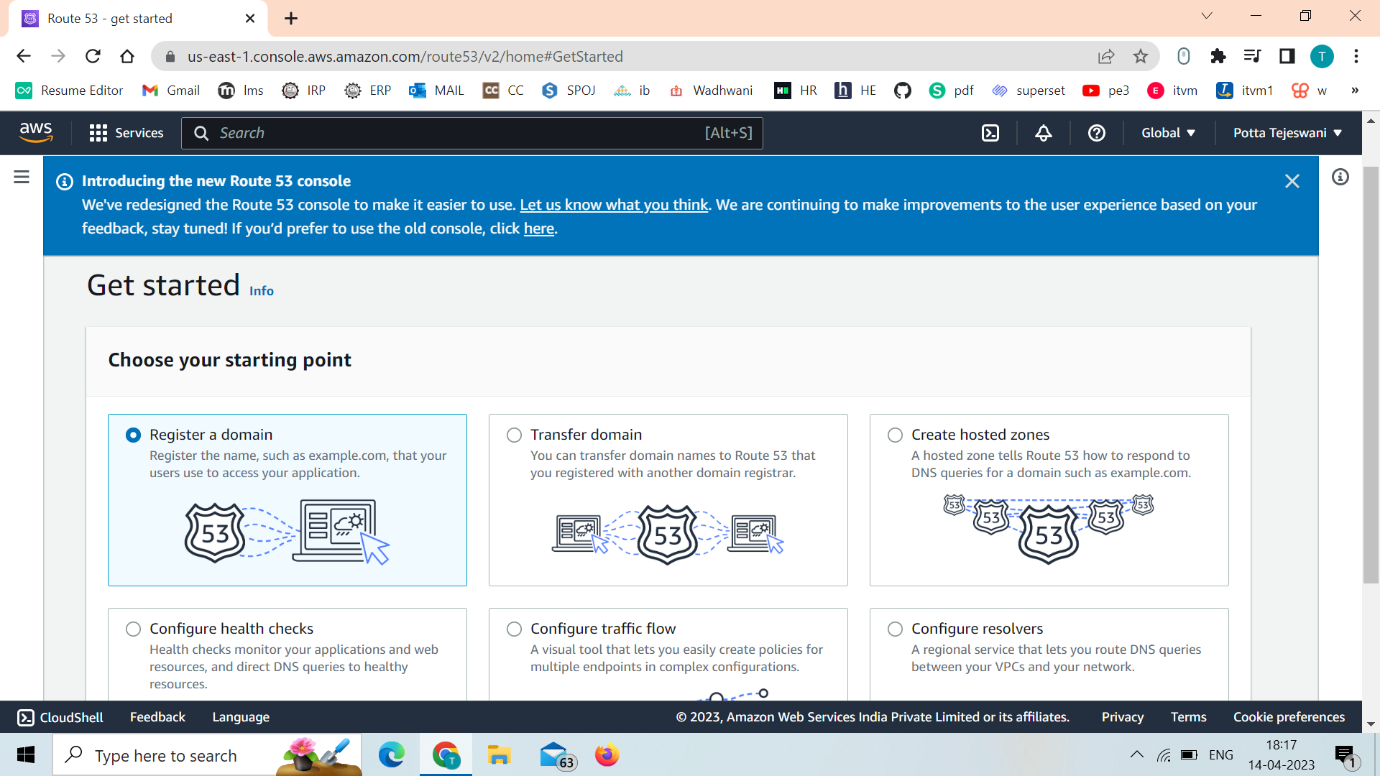 Route 53 - get started
us-east-1.console.aws.amazon.com/route53/v2/home#GetStarted
T
Resume Editor Gmail lms IRP ERP MAIL CC CC SPOJ ib Wadhwani HR HE pdf superset pe3 E itvm itvm1 w »
aws Services Search [Alt+S] Global Potta Tejeswani
Introducing the new Route 53 console
We've redesigned the Route 53 console to make it easier to use. Let us know what you think. We are continuing to make improvements to the user experience based on your
feedback, stay tuned! If you'd prefer to use the old console, click here.
Get started Info
Choose your starting point
Register a domain
Register the name, such as example.com, that your
users use to access your application.
53
Transfer domain
You can transfer domain names to Route 53 that
you registered with another domain registrar.
53
Create hosted zones
A hosted zone tells Route 53 how to respond to
DNS queries for a domain such as example.com.
53 53 53 53 53
Configure health checks
Health checks monitor your applications and web
resources, and direct DNS queries to healthy
resources.
Configure traffic flow
A visual tool that lets you easily create policies for
multiple endpoints in complex configurations.
Configure resolvers
A regional service that lets you route DNS queries
between your VPCs and your network.
CloudShell Feedback Language © 2023, Amazon Web Services India Private Limited or its affiliates. Privacy Terms Cookie preferences
Type here to search T 63 ENG 18:17
14-04-2023 1